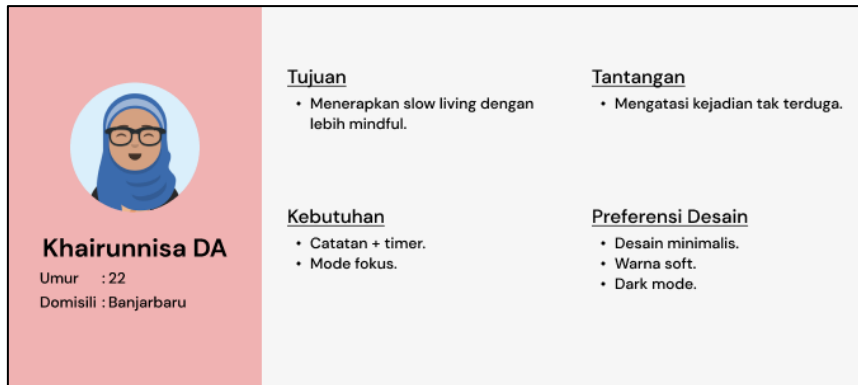 Khairunnisa DA
Umur : 22
Domisili : Banjarbaru
Tujuan
• Menerapkan slow living dengan
lebih mindful.
Tantangan
• Mengatasi kejadian tak terduga.
Kebutuhan
• Catatan + timer.
• Mode fokus.
Preferensi Desain
• Desain minimalis.
• Warna soft.
• Dark mode.